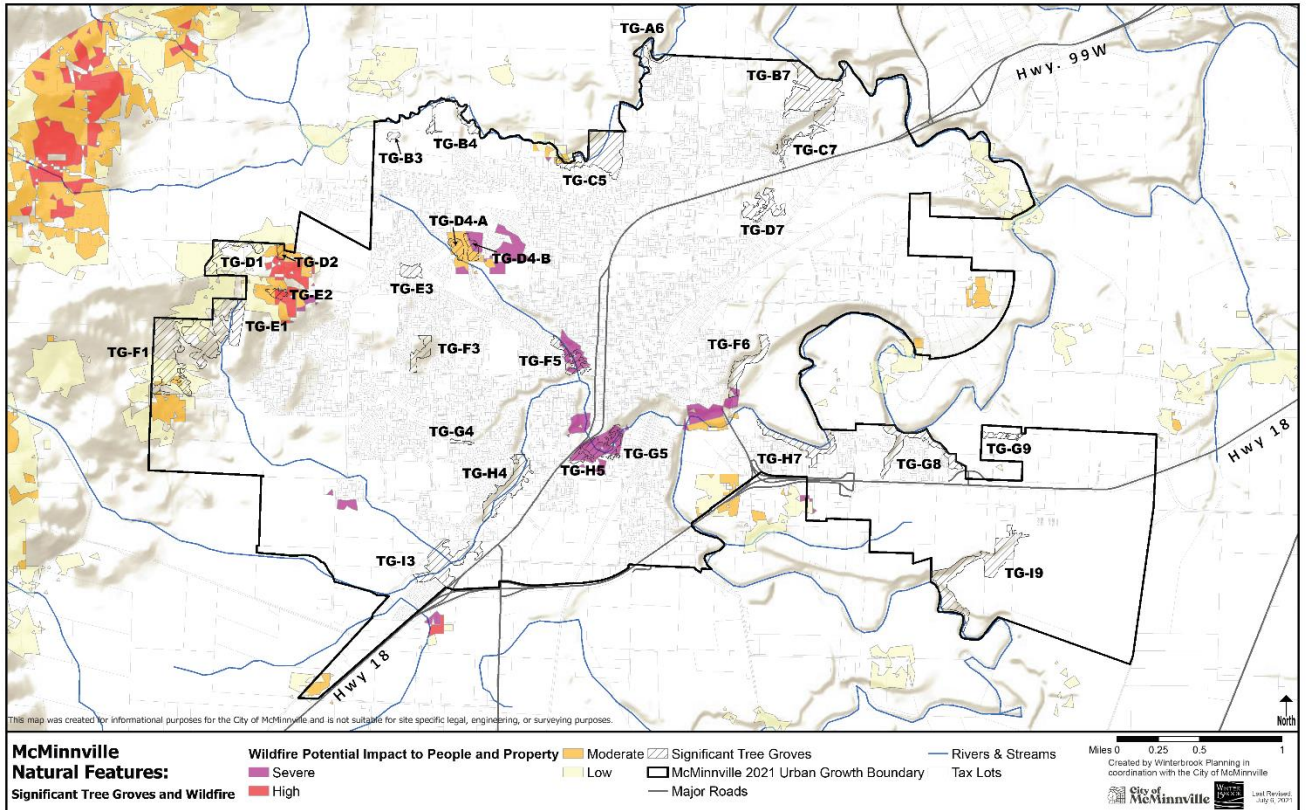 TG-A6
Hwy. 99W
TG-B7
TG-B4
TG-B3
TG-C7
TG-C5
TG-D7
TG-D4-A
TG-D4-B
TG-D1
TG-D2
TG-E3
TG-E2
TG-E1
TG-F1
TG-F3
TG-F5
TG-F6
TG-G4
TG-G5
TG-H5
TG-H4
TG-H7
TG-G8
TG-G9
Hwy 18
TG-I3
TG-I9
Hwy 18
This map was created for informational purposes for the City of McMinnville and is not suitable for site specific legal, engineering, or surveying purposes.
North
McMinnville
Natural Features:
Significant Tree Groves and Wildfire
Wildfire Potential Impact to People and Property
Severe
High
Moderate
Low
Significant Tree Groves
McMinnville 2021 Urban Growth Boundary
Major Roads
Rivers & Streams
Tax Lots
Miles 0 0.25 0.5 1
Created by Winterbrook Planning in
coordination with the City of McMinnville
City of
McMinnville
WINTER
BROOK
Last Revised:
July 6, 2021